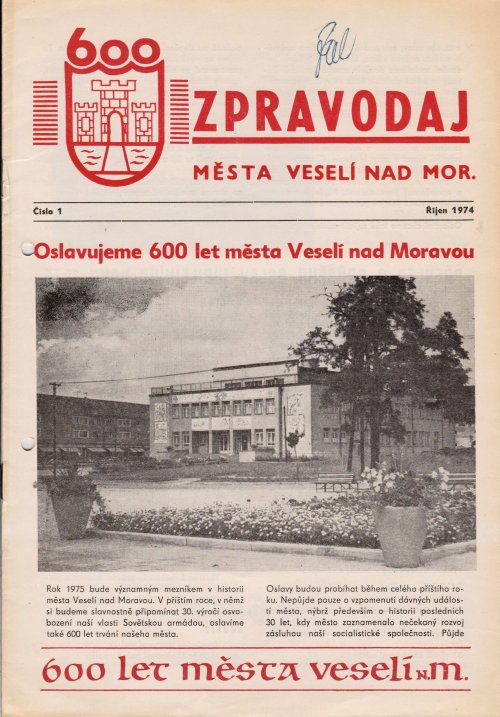 600
ZPRAVODAJ
MĚSTA VESELÍ NAD MOR.
Číslo 1
Říjen 1974
Oslavujeme 600 let města Veselí nad Moravou
Rok 1975 bude významným mezníkem v historii
města Veselí nad Moravou. V příštím roce, v němž
si budeme slavnostně připomínat 30. výročí osvo-
bození naší vlasti Sovětskou armádou, oslavíme
také 600 let trvání našeho města.
Oslavy budou probíhat během celého příštího ro-
ku. Nepůjde pouze o vzpomenutí dávných událos-
tí města, nýbrž především o historii posledních
30 let, kdy město zaznamenalo nečekaný rozvoj
zásluhou naší socialistické společnosti. Půjde
600 let města veselí n.m.